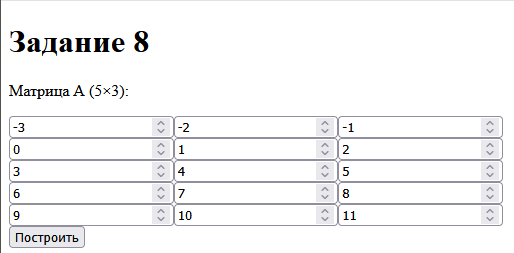 Задание 8
Матрица A (5×3):
-3 -2 -1
0 1 2
3 4 5
6 7 8
9 10 11
Построить